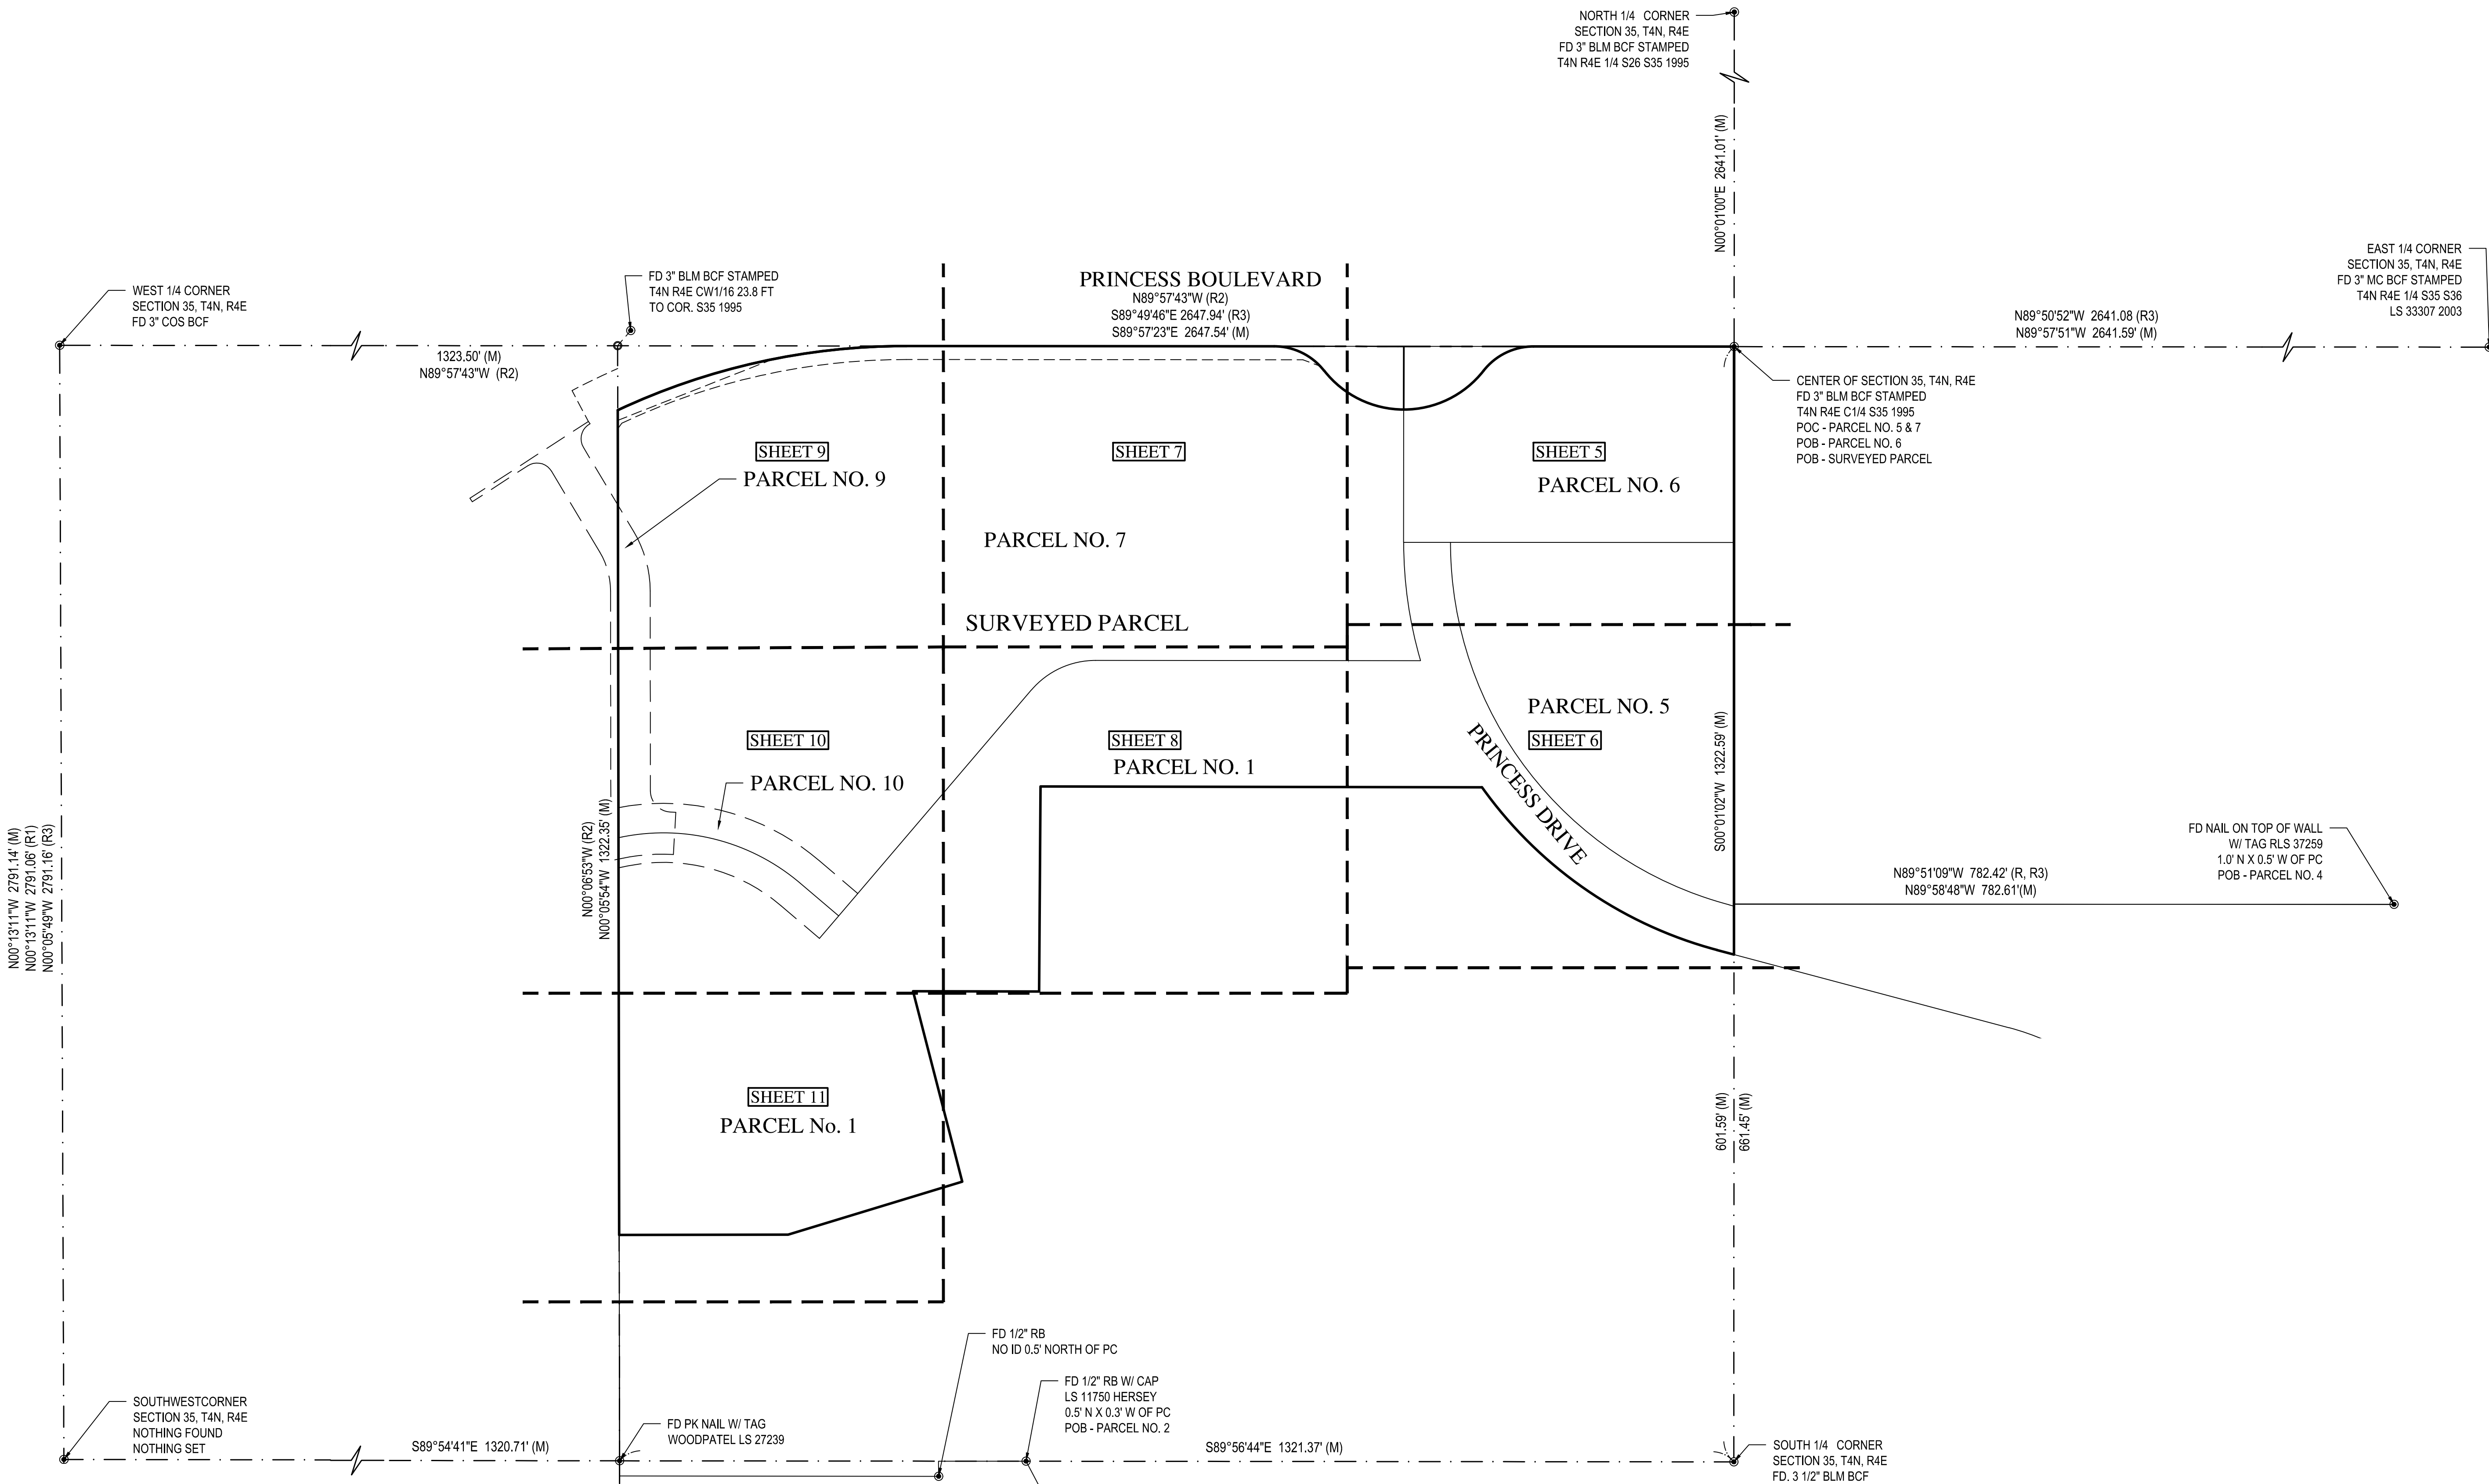 NORTH 1/4 CORNER
SECTION 35, T4N, R4E
FD 3" BLM BCF STAMPED
T4N R4E 1/4 S26 S35 1995
N00°01'00"E 2641.01' (M)
WEST 1/4 CORNER
SECTION 35, T4N, R4E
FD 3" COS BCF
FD 3" BLM BCF STAMPED
T4N R4E CW1/16 23.8 FT
TO COR. S35 1995
PRINCESS BOULEVARD
N89°57'43"W (R2)
S89°49'46"E 2647.94' (R3)
S89°57'23"E 2647.54' (M)
EAST 1/4 CORNER
SECTION 35, T4N, R4E
FD 3" MC BCF STAMPED
T4N R4E 1/4 S35 S36
LS 33307 2003
N89°50'52"W 2641.08 (R3)
N89°57'51"W 2641.59' (M)
1323.50' (M)
N89°57'43"W (R2)
CENTER OF SECTION 35, T4N, R4E
FD 3" BLM BCF STAMPED
T4N R4E C1/4 S35 1995
POC - PARCEL NO. 5 & 7
POB - PARCEL NO. 6
POB - SURVEYED PARCEL
SHEET 9
PARCEL NO. 9
SHEET 7
SHEET 5
PARCEL NO. 6
PARCEL NO. 7
SURVEYED PARCEL
PARCEL NO. 5
SHEET 6
PRINCESS DRIVE
S00°01'02"W 1322.59' (M)
SHEET 10
PARCEL NO. 10
SHEET 8
PARCEL NO. 1
N00°06'53"W (R2)
N00°05'54"W 1322.35' (M)
N00°13'11"W 2791.14' (M)
N00°13'11"W 2791.06' (R1)
N00°05'49"W 2791.16' (R3)
FD NAIL ON TOP OF WALL
W/ TAG RLS 37259
1.0' N X 0.5' W OF PC
POB - PARCEL NO. 4
N89°51'09"W 782.42' (R, R3)
N89°58'48"W 782.61'(M)
SHEET 11
PARCEL No. 1
601.59' (M)
661.45' (M)
FD 1/2" RB
NO ID 0.5' NORTH OF PC
FD 1/2" RB W/ CAP
LS 11750 HERSEY
0.5' N X 0.3' W OF PC
POB - PARCEL NO. 2
SOUTHWESTCORNER
SECTION 35, T4N, R4E
NOTHING FOUND
NOTHING SET
S89°54'41"E 1320.71' (M)
FD PK NAIL W/ TAG
WOODPATEL LS 27239
S89°56'44"E 1321.37' (M)
SOUTH 1/4 CORNER
SECTION 35, T4N, R4E
FD. 3 1/2" BLM BCF